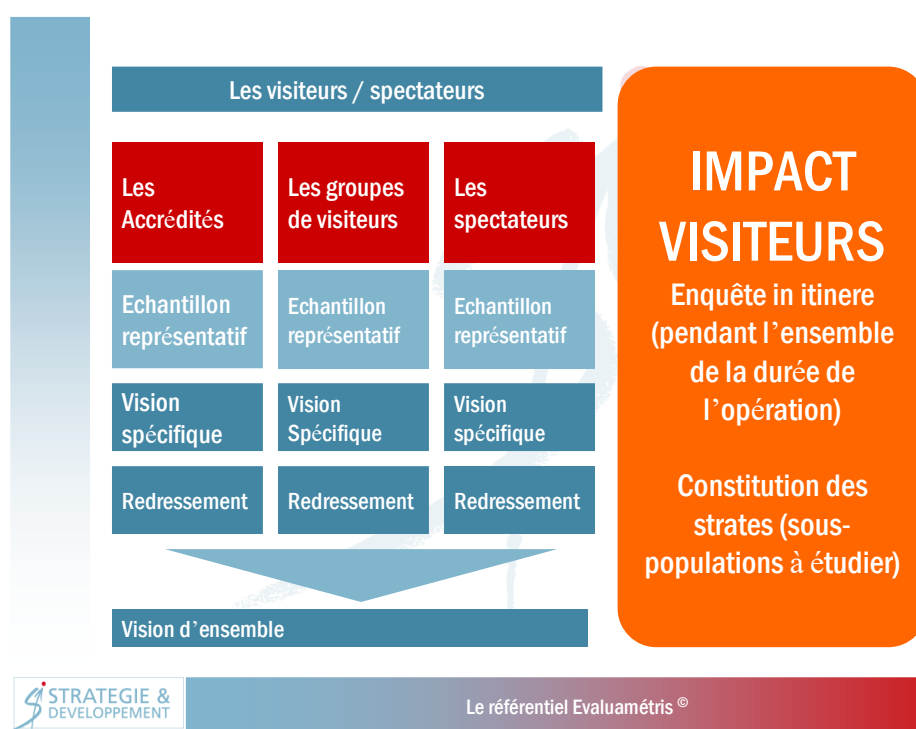 Les visiteurs / spectateurs
Les
Accrédités
Les groupes
de visiteurs
Les
spectateurs
Echantillon
représentatif
Echantillon
représentatif
Echantillon
représentatif
Vision
spécifique
Vision
Spécifique
Vision
spécifique
Redressement
Redressement
Redressement
Vision d’ensemble
IMPACT
VISITEURS
Enquête in itinere
(pendant l’ensemble
de la durée de
l’opération)
Constitution des
strates (sous-
populations à étudier)
STRATEGIE &
DEVELOPPEMENT
Le référentiel Evaluamétris ©